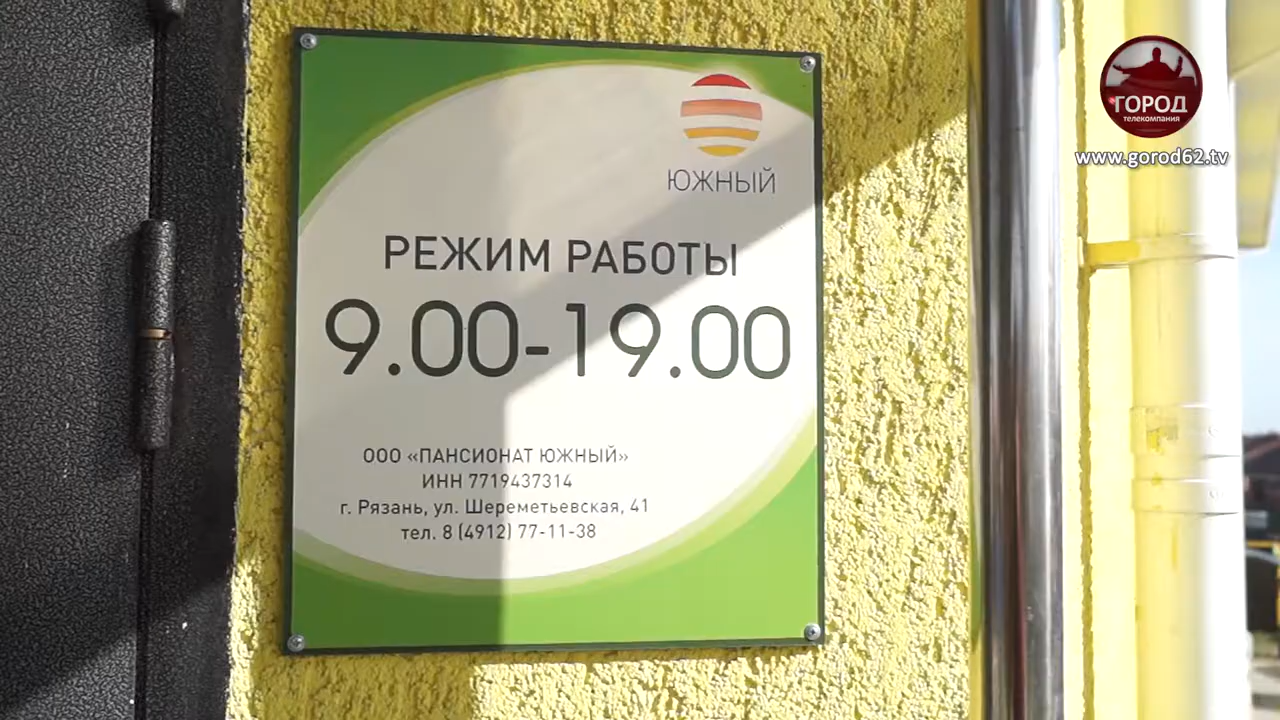 ЮЖНЫЙ
РЕЖИМ РАБОТЫ
9.00-19.00
ООО «ПАНСИОНАТ ЮЖНЫЙ»
ИНН 7719437314
г. Рязань, ул. Шереметьевская, 41
тел. 8 (4912) 77-11-38
ГОРОД
телекомпания
www.gorod62.tv